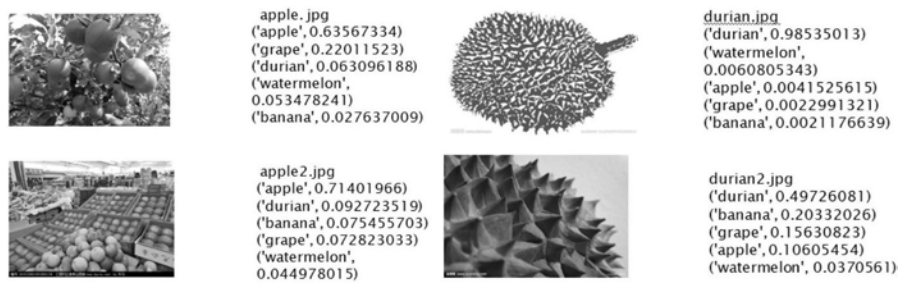 apple.jpg
('apple', 0.63567334)
('grape', 0.22011523)
('durian', 0.063096188)
('watermelon',
0.053478241)
('banana', 0.027637009)
durian.jpg
('durian', 0.98535013)
('watermelon',
0.0060805343)
('apple', 0.0041525615)
('grape', 0.0022991321)
('banana', 0.0021176639)
apple2.jpg
('apple', 0.71401966)
('durian', 0.092723519)
('banana', 0.075455703)
('grape', 0.072823033)
('watermelon',
0.044978015)
durian2.jpg
('durian', 0.49726081)
('banana', 0.20332026)
('grape', 0.15630823)
('apple', 0.10605454)
('watermelon', 0.0370561)